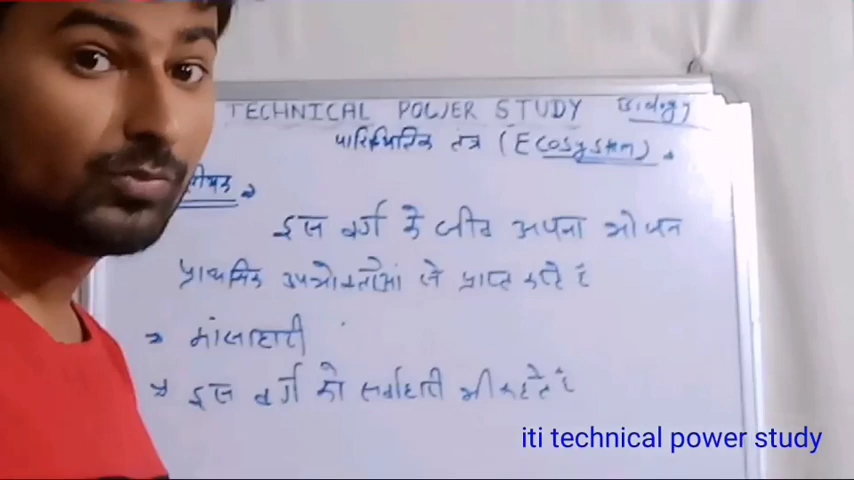 TECHNICAL POWER STUDY Biology
पारिस्थितिक तंत्र (Ecosystem)
इस वर्ग के जीव अपना भोजन
प्राथमिक उपभोक्ताओं से प्राप्त करते हैं
→ मांसाहारी
→ इस वर्ग को सर्वाहारी भी कहते हैं
iti technical power study